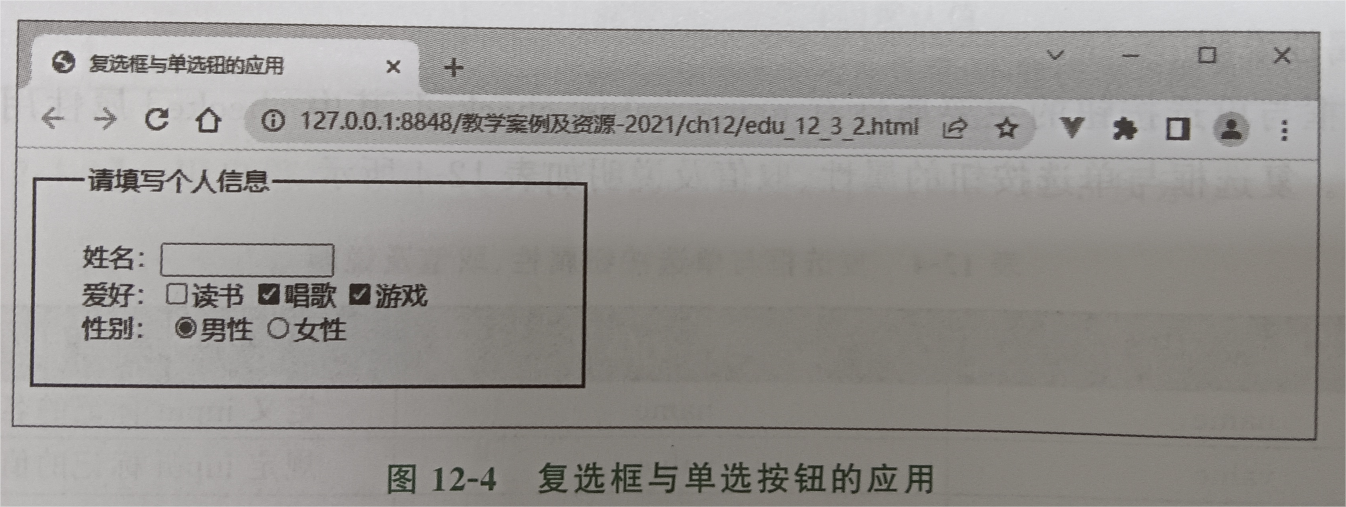 复选框与单选钮的应用
127.0.0.1:8848/教学案例及资源-2021/ch12/edu_12_3_2.html
请填写个人信息
姓名：
爱好： 读书 唱歌 游戏
性别： 男性 女性
图 12-4 复选框与单选按钮的应用